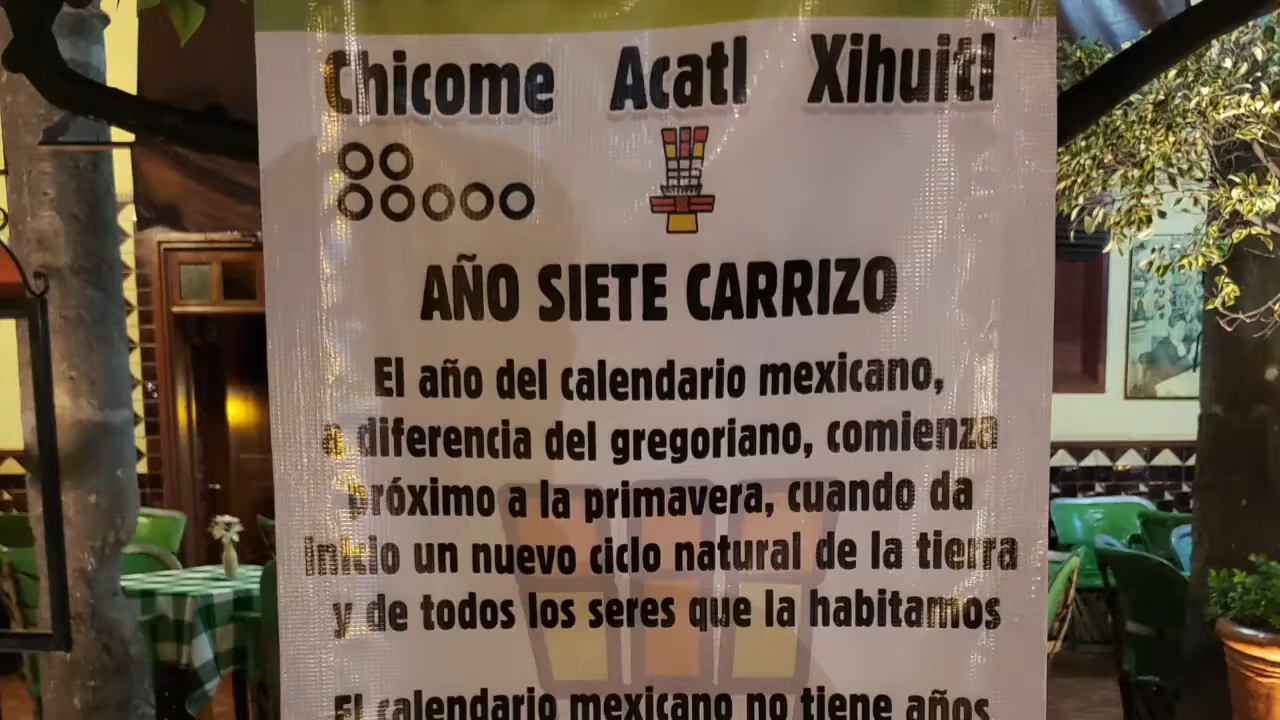 Chicome Acatl Xihuitl
AÑO SIETE CARRIZO
El año del calendario mexicano,
a diferencia del gregoriano, comienza
próximo a la primavera, cuando da
inicio un nuevo ciclo natural de la tierra
y de todos los seres que la habitamos
El calendario mexicano no tiene años